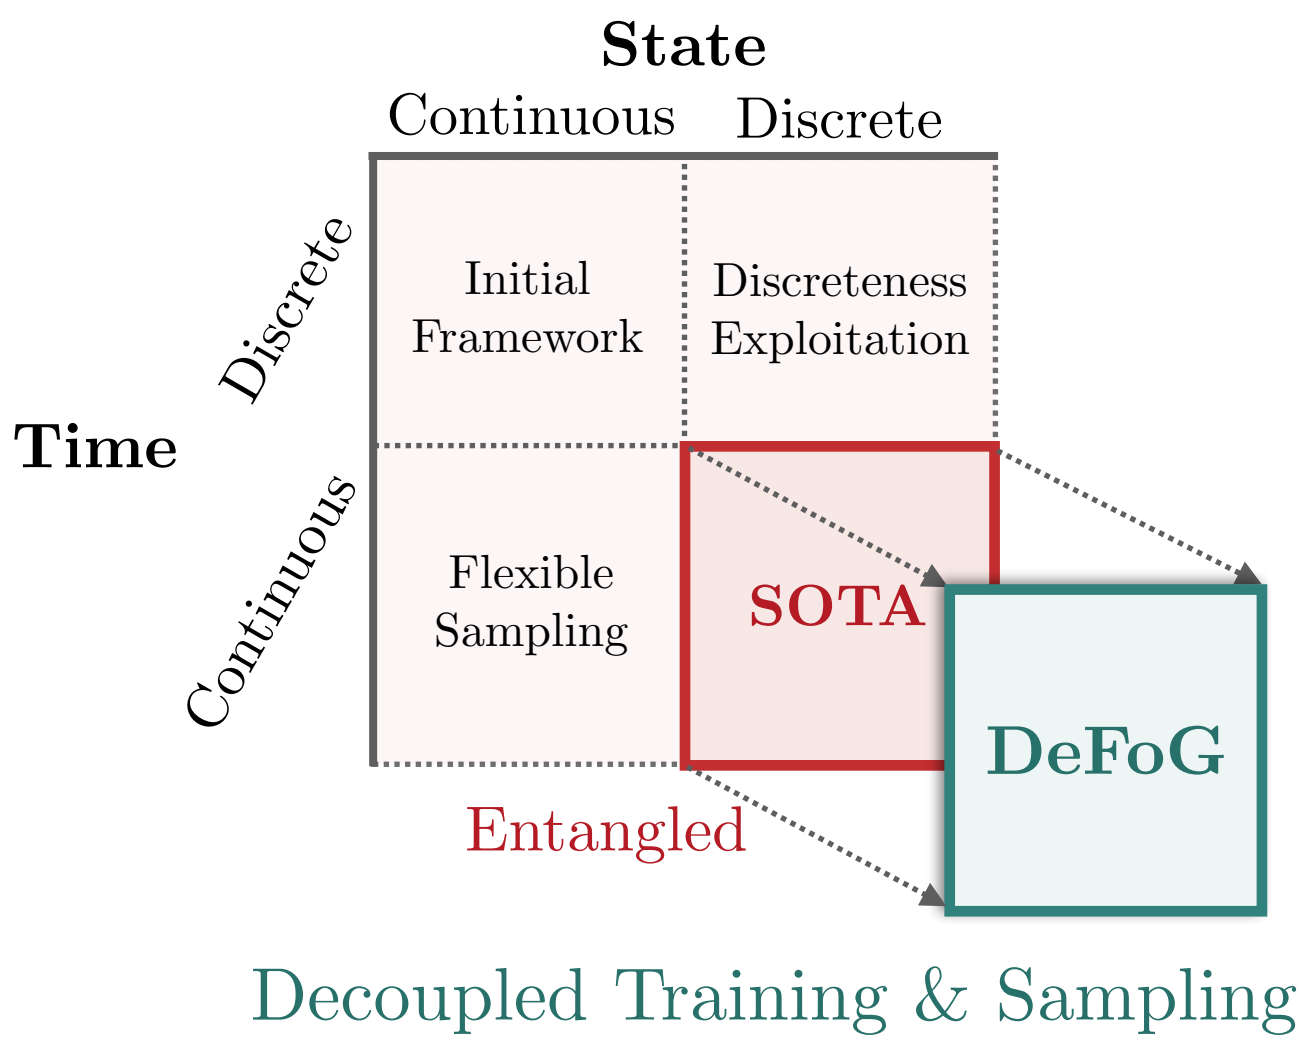 State
Continuous
Discrete
Time
Discrete
Continuous
Initial
Framework
Discreteness
Exploitation
Flexible
Sampling
SOTA
DeFoG
Entangled
Decoupled Training & Sampling